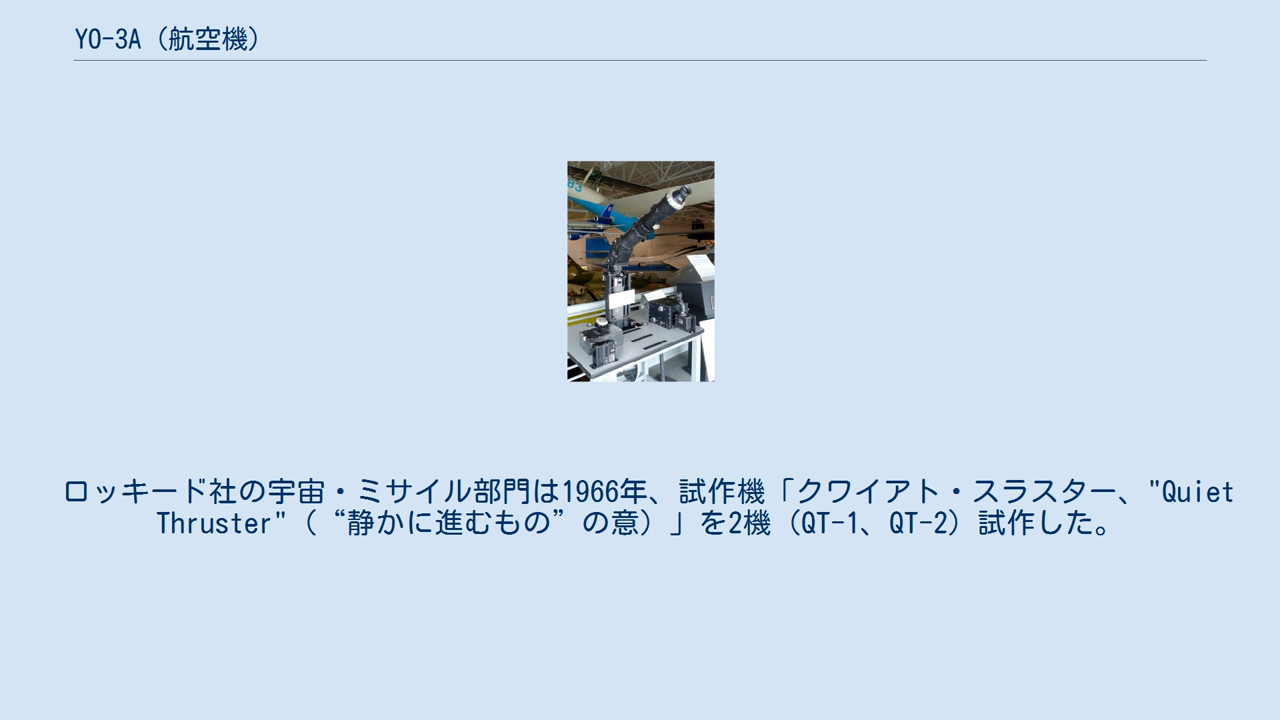 YO-3A（航空機）
83
ロッキード社の宇宙・ミサイル部門は1966年、試作機「クワイアト・スラスター、"Quiet
Thruster"（“静かに進むもの”の意）」を2機（QT-1、QT-2）試作した。